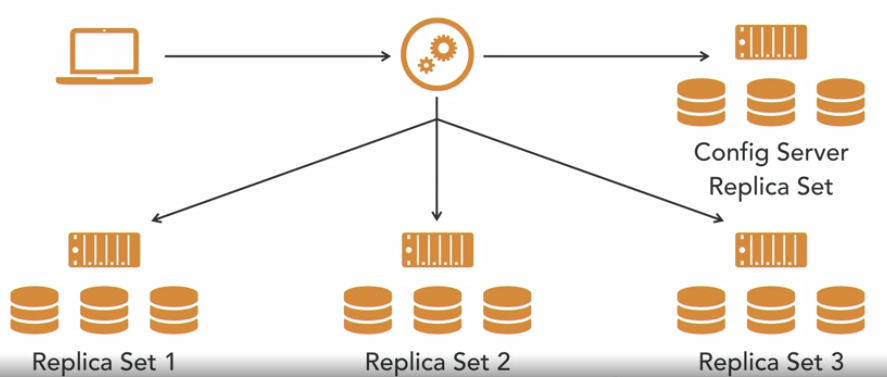 Config Server
Replica Set
Replica Set 1
Replica Set 2
Replica Set 3